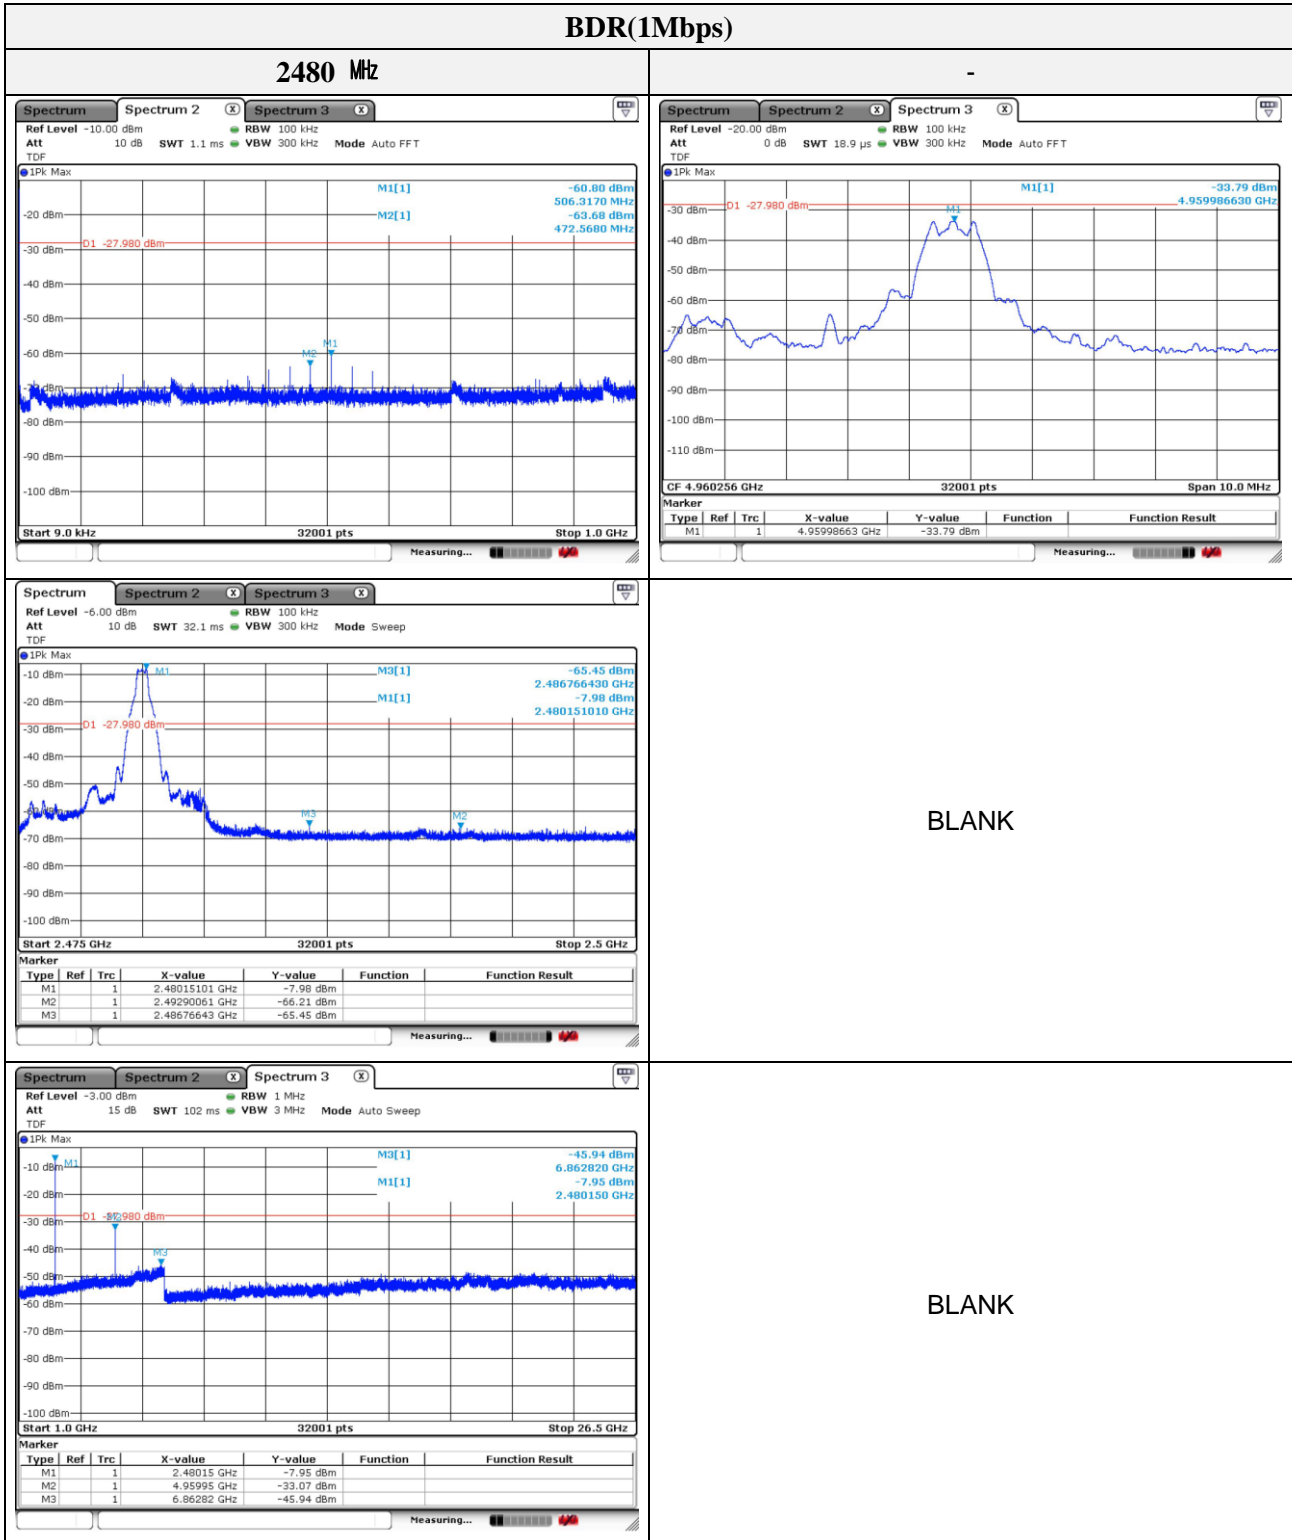 BDR(1Mbps)
2480 ㎒
-
Spectrum Spectrum 2 X Spectrum 3 X
Ref Level -10.00 dBm RBW 100 kHz
Att 10 dB SWT 1.1 ms VBW 300 kHz Mode Auto FFT
TDF
1Pk Max
M1[1] -60.80 dBm
506.3170 MHz
M2[1] -63.68 dBm
472.5680 MHz
-20 dBm
D1 -27.980 dBm
-30 dBm
-40 dBm
-50 dBm
-60 dBm
M2 M1
-80 dBm
-90 dBm
-100 dBm
Start 9.0 kHz 32001 pts Stop 1.0 GHz
Measuring...
Spectrum Spectrum 2 X Spectrum 3 X
Ref Level -20.00 dBm RBW 100 kHz
Att 0 dB SWT 18.9 µs VBW 300 kHz Mode Auto FFT
TDF
1Pk Max
M1[1] -33.79 dBm
4.959986630 GHz
-30 dBm
D1 -27.980 dBm
M1
-40 dBm
-50 dBm
-60 dBm
-70 dBm
-80 dBm
-90 dBm
-100 dBm
-110 dBm
CF 4.960256 GHz 32001 pts Span 10.0 MHz
Marker
Type Ref Trc X-value Y-value Function Function Result
M1 1 4.95998663 GHz -33.79 dBm
Measuring...
Spectrum Spectrum 2 X Spectrum 3 X
Ref Level -6.00 dBm RBW 100 kHz
Att 10 dB SWT 32.1 ms VBW 300 kHz Mode Sweep
TDF
1Pk Max
M1
M3[1] -65.45 dBm
2.486766430 GHz
M1[1] -7.98 dBm
2.480151010 GHz
-10 dBm
-20 dBm
D1 -27.980 dBm
-30 dBm
-40 dBm
-50 dBm
M3 M2
-70 dBm
-80 dBm
-90 dBm
-100 dBm
Start 2.475 GHz 32001 pts Stop 2.5 GHz
Marker
Type Ref Trc X-value Y-value Function Function Result
M1 1 2.48015101 GHz -7.98 dBm
M2 1 2.49290061 GHz -66.21 dBm
M3 1 2.48676643 GHz -65.45 dBm
Measuring...
BLANK
Spectrum Spectrum 2 X Spectrum 3 X
Ref Level -3.00 dBm RBW 1 MHz
Att 15 dB SWT 102 ms VBW 3 MHz Mode Auto Sweep
TDF
1Pk Max
M3[1] -45.94 dBm
6.862820 GHz
M1[1] -7.95 dBm
2.480150 GHz
M1
-10 dBm
-20 dBm
D1 -27.980 dBm
M2
-30 dBm
-40 dBm
M3
-50 dBm
-60 dBm
-70 dBm
-80 dBm
-90 dBm
-100 dBm
Start 1.0 GHz 32001 pts Stop 26.5 GHz
Marker
Type Ref Trc X-value Y-value Function Function Result
M1 1 2.48015 GHz -7.95 dBm
M2 1 4.95995 GHz -33.07 dBm
M3 1 6.86282 GHz -45.94 dBm
Measuring...
BLANK